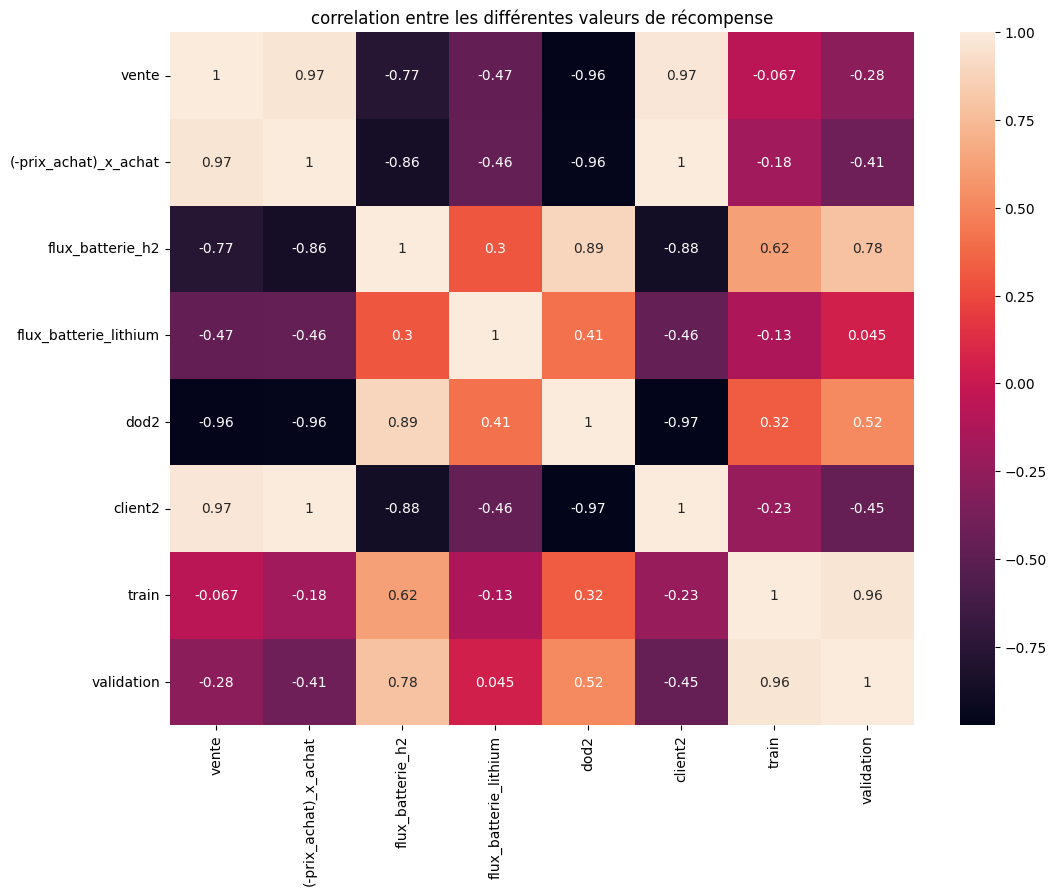 correlation entre les différentes valeurs de récompense
vente 1 0.97 -0.77 -0.47 -0.96 0.97 -0.067 -0.28
(-prix_achat)_x_achat 0.97 1 -0.86 -0.46 -0.96 1 -0.18 -0.41
flux_batterie_h2 -0.77 -0.86 1 0.3 0.89 -0.88 0.62 0.78
flux_batterie_lithium -0.47 -0.46 0.3 1 0.41 -0.46 -0.13 0.045
dod2 -0.96 -0.96 0.89 0.41 1 -0.97 0.32 0.52
client2 0.97 1 -0.88 -0.46 -0.97 1 -0.23 -0.45
train -0.067 -0.18 0.62 -0.13 0.32 -0.23 1 0.96
validation -0.28 -0.41 0.78 0.045 0.52 -0.45 0.96 1
vente
(-prix_achat)_x_achat
flux_batterie_h2
flux_batterie_lithium
dod2
client2
train
validation
1.00
0.75
0.50
0.25
0.00
−0.25
−0.50
−0.75